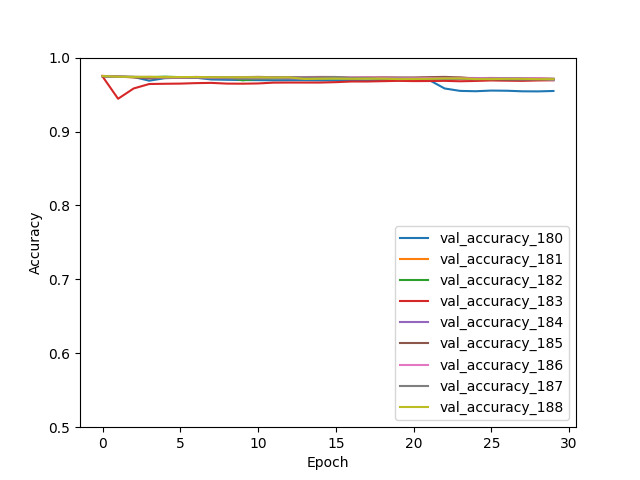 1.0
0.9
0.8
0.7
0.6
0.5
Accuracy
val_accuracy_180
val_accuracy_181
val_accuracy_182
val_accuracy_183
val_accuracy_184
val_accuracy_185
val_accuracy_186
val_accuracy_187
val_accuracy_188
0 5 10 15 20 25 30
Epoch